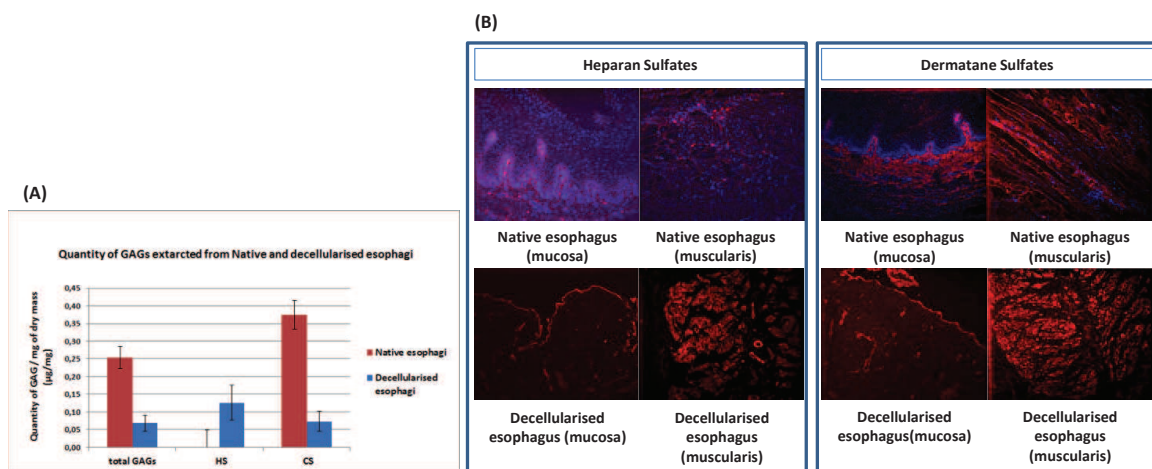 (A)
Quantity of GAGs extarcted from Native and decellularised esophagi
Quantity of GAG / mg of dry mass
(µg/mg)
0,45
0,40
0,35
0,30
0,25
0,20
0,15
0,10
0,05
0,00
total GAGs
HS
CS
Native esophagi
Decellularised
esophagi
(B)
Heparan Sulfates
Native esophagus
(mucosa)
Native esophagus
(muscularis)
Decellularised
esophagus (mucosa)
Decellularised
esophagus
(muscularis)
Dermatane Sulfates
Native esophagus
(mucosa)
Native esophagus
(muscularis)
Decellularised
esophagus(mucosa)
Decellularised
esophagus
(muscularis)